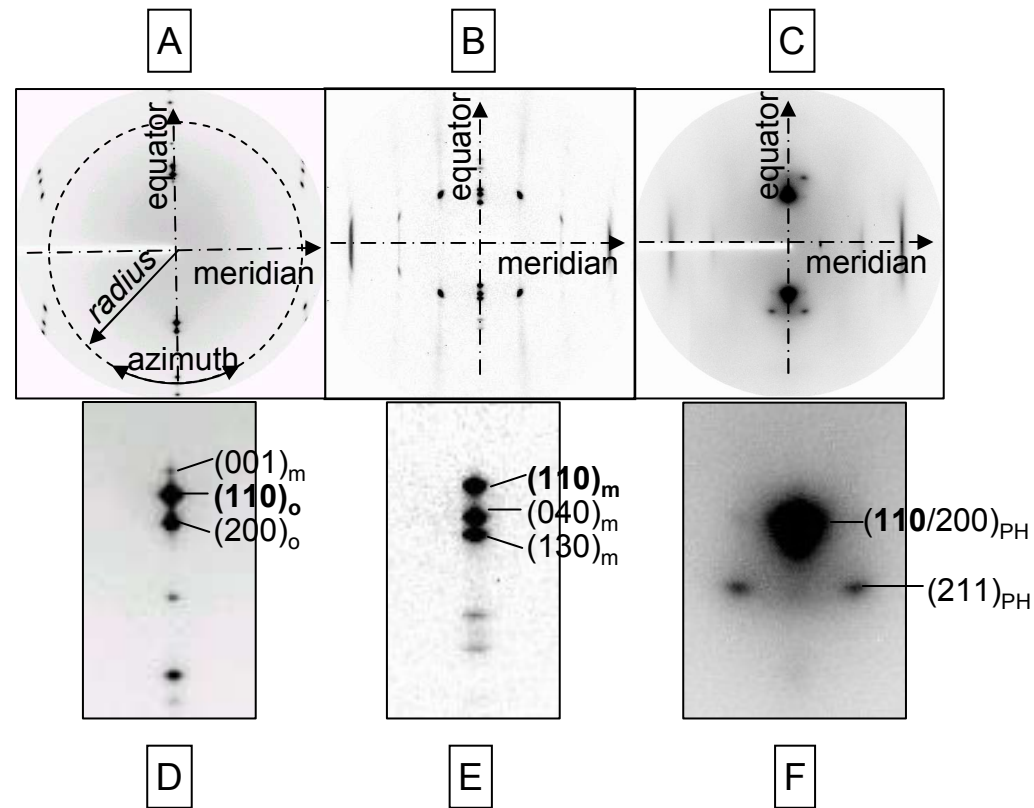 A B C
equator equator equator
meridian meridian meridian
radius
azimuth
(001)m
(110)o
(200)o
(110)m
(040)m
(130)m
(110/200)PH
(211)PH
D E F